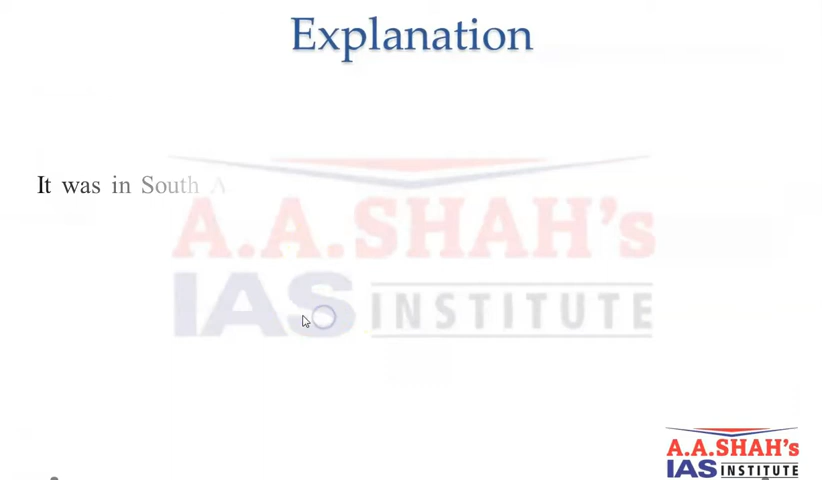 Explanation
It was in South A
A.A.SHAH's
IAS INSTITUTE
A.A.SHAH's
IAS INSTITUTE